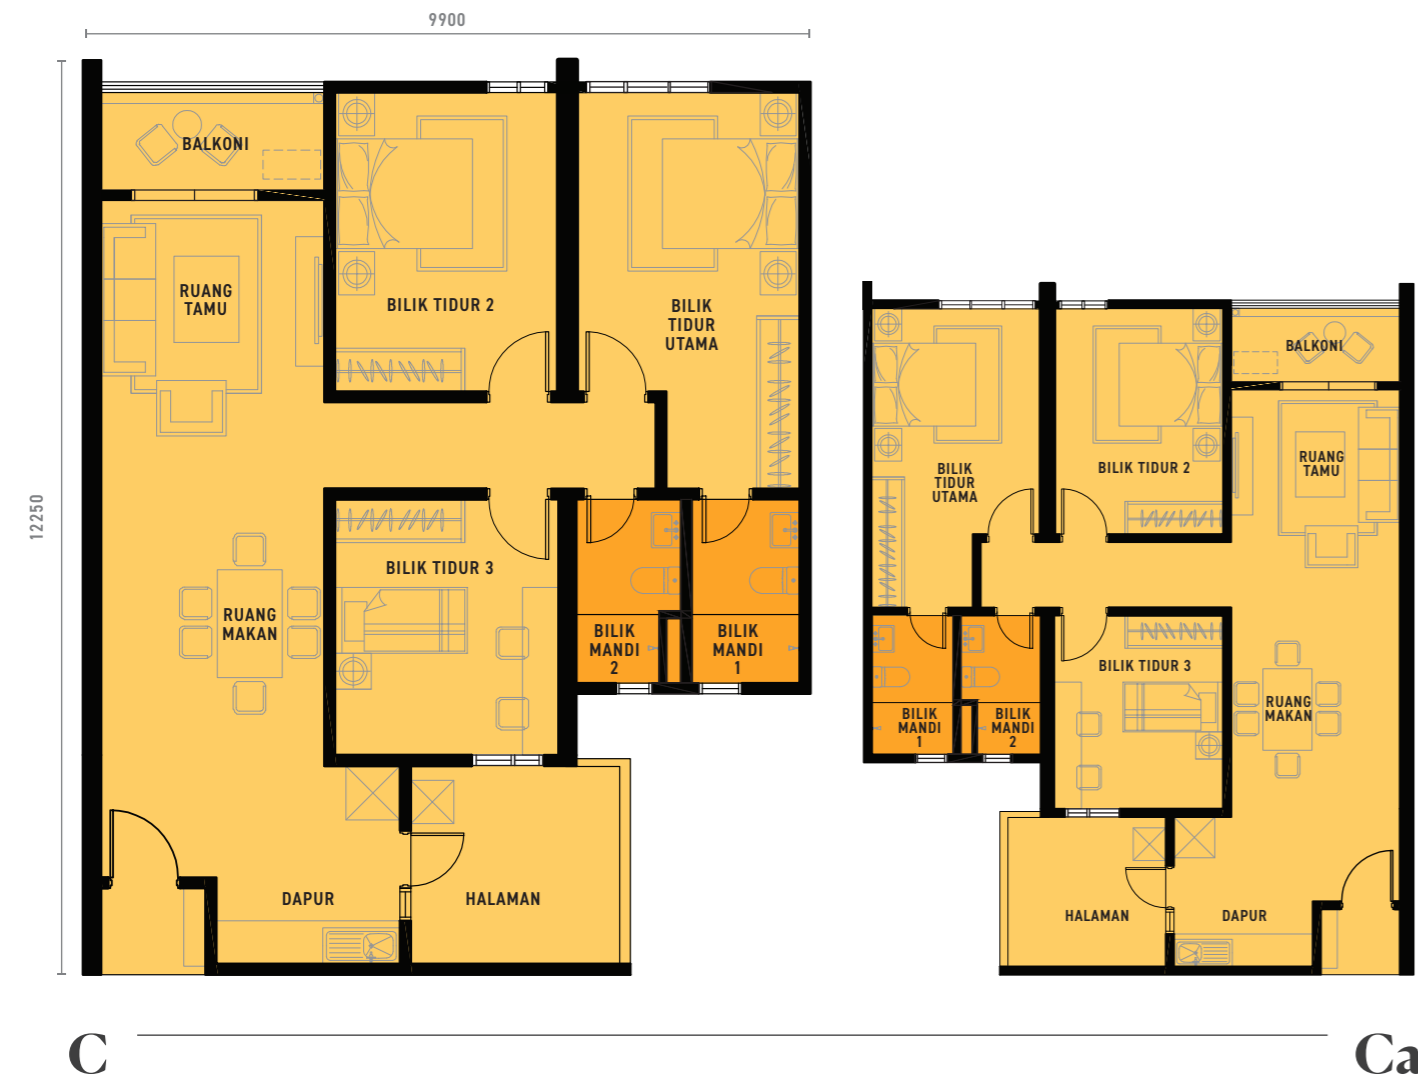 9900
12250
BALKONI
RUANG
TAMU
BILIK TIDUR 2
BILIK
TIDUR
UTAMA
BILIK TIDUR 3
RUANG
MAKAN
BILIK
MANDI
2
BILIK
MANDI
1
DAPUR
HALAMAN
BALKONI
BILIK
TIDUR
UTAMA
BILIK TIDUR 2
RUANG
TAMU
BILIK TIDUR 3
RUANG
MAKAN
BILIK
MANDI
1
BILIK
MANDI
2
HALAMAN
DAPUR
C
Ca